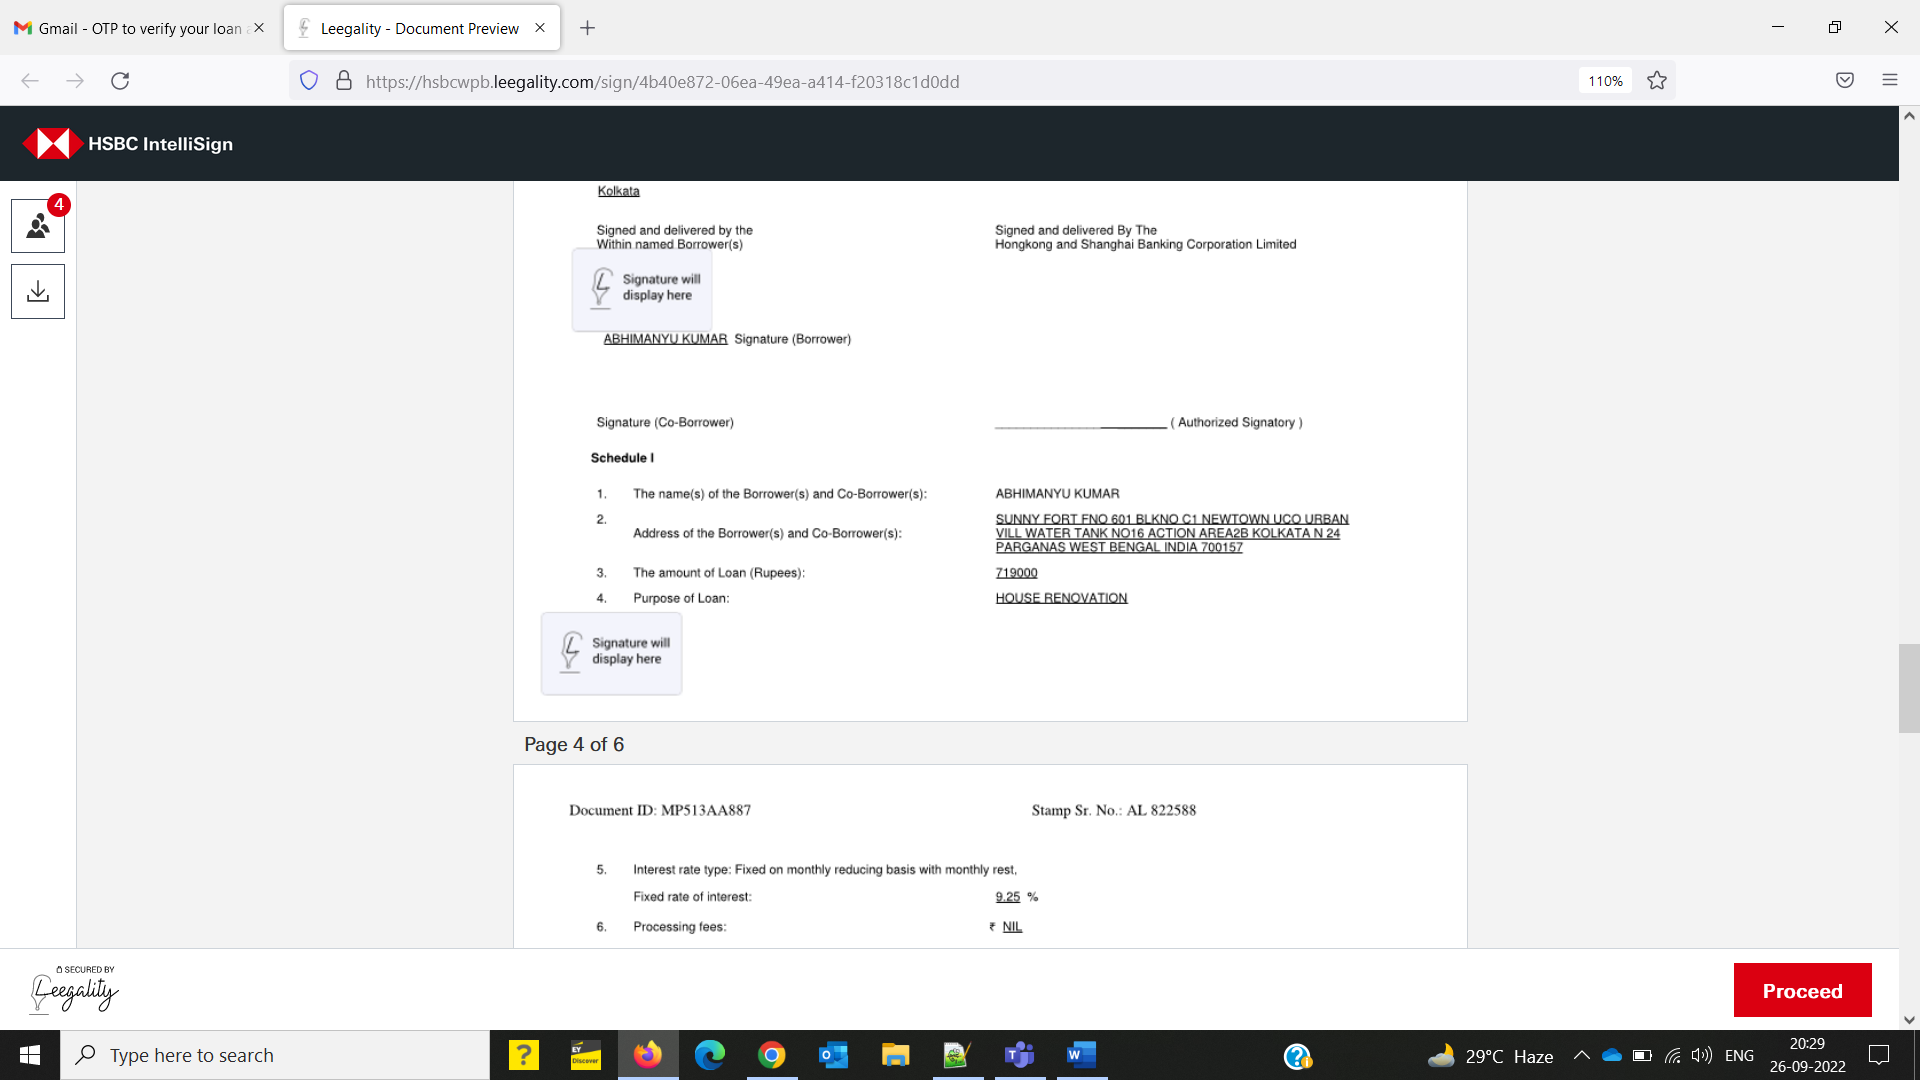 Gmail - OTP to verify your loan a
Leegality - Document Preview
https://hsbcwpb.leegality.com/sign/4b40e872-06ea-49ea-a414-f20318c1d0dd
110%
HSBC IntelliSign
4
Kolkata
Signed and delivered by the
Within named Borrower(s)
Signed and delivered By The
Hongkong and Shanghai Banking Corporation Limited
Signature will
display here
ABHIMANYU KUMAR Signature (Borrower)
Signature (Co-Borrower)
( Authorized Signatory )
Schedule I
1. The name(s) of the Borrower(s) and Co-Borrower(s): ABHIMANYU KUMAR
2. Address of the Borrower(s) and Co-Borrower(s):
SUNNY FORT FNO 601 BLKNO C1 NEWTOWN UCO URBAN
VILL WATER TANK NO16 ACTION AREA2B KOLKATA N 24
PARGANAS WEST BENGAL INDIA 700157
3. The amount of Loan (Rupees): 719000
4. Purpose of Loan: HOUSE RENOVATION
Signature will
display here
Page 4 of 6
Document ID: MP513AA887
Stamp Sr. No.: AL 822588
5. Interest rate type: Fixed on monthly reducing basis with monthly rest,
Fixed rate of interest: 9.25 %
6. Processing fees: ₹ NIL
SECURED BY
Leegality
Proceed
Type here to search
EY
Discover
29°C Haze
ENG
20:29
26-09-2022